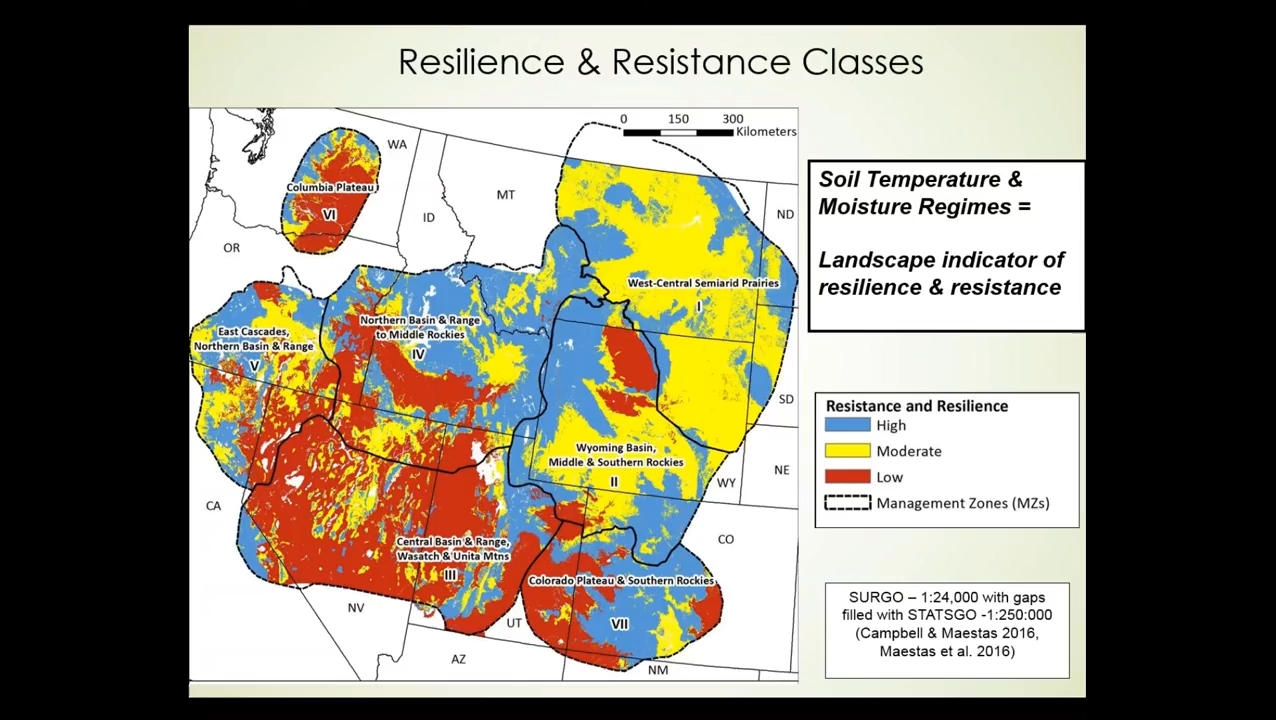 Resilience & Resistance Classes
0 150 300
Kilometers
WA
Columbia Plateau
VI
MT
ID
ND
OR
West-Central Semiarid Prairies
I
Northern Basin & Range
to Middle Rockies
IV
East Cascades,
Northern Basin & Range
V
SD
Wyoming Basin,
Middle & Southern Rockies
II
NE
WY
CA
CO
Central Basin & Range,
Wasatch & Unita Mtns
III
Colorado Plateau & Southern Rockies
VII
NV
UT
AZ
NM
Soil Temperature &
Moisture Regimes =
Landscape indicator of
resilience & resistance
Resistance and Resilience
High
Moderate
Low
Management Zones (MZs)
SURGO – 1:24,000 with gaps
filled with STATSGO -1:250:000
(Campbell & Maestas 2016,
Maestas et al. 2016)